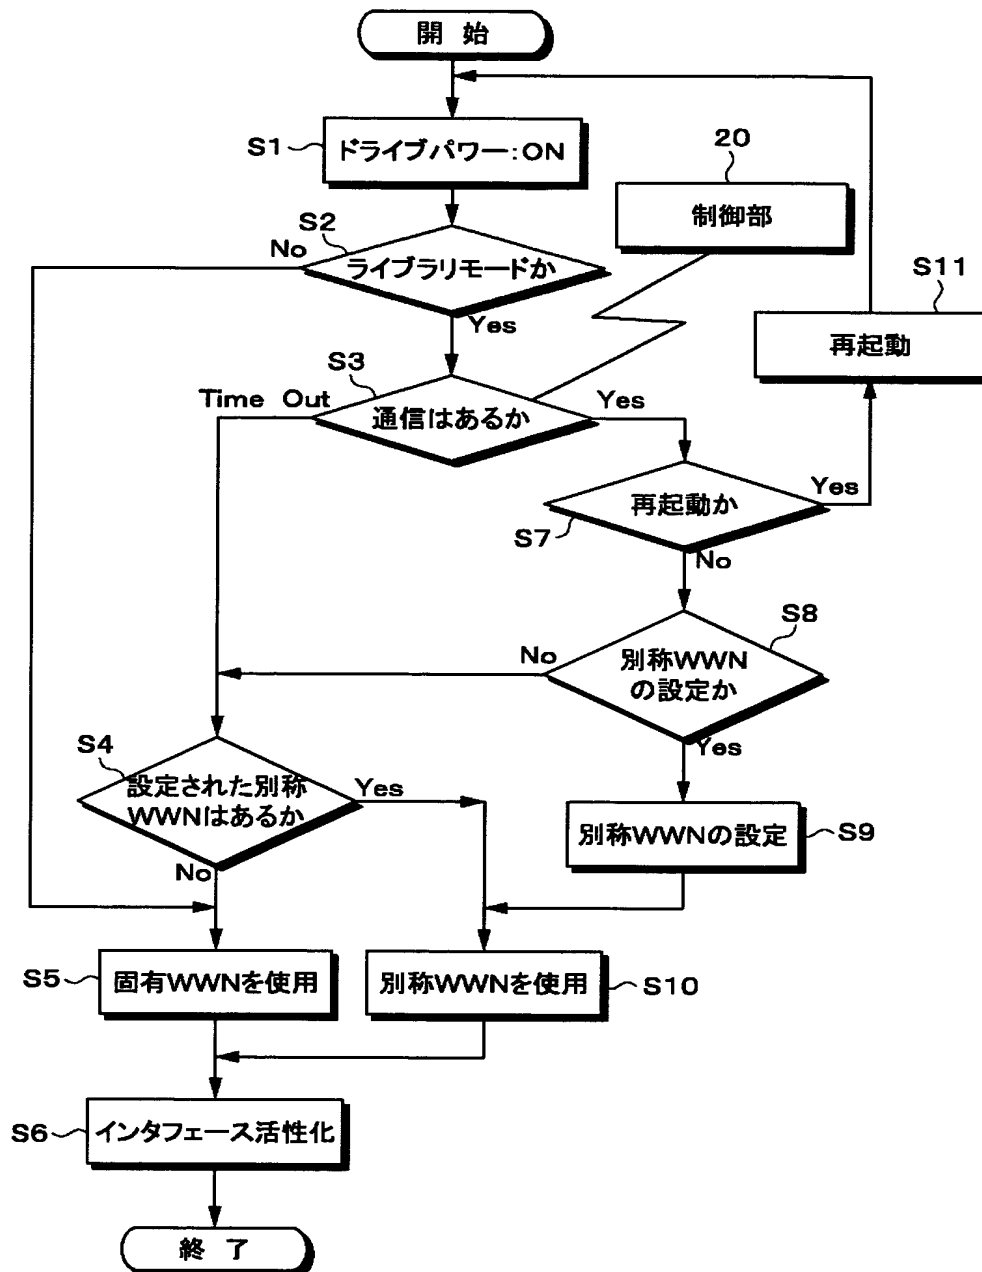 開 始
S1
ドライブパワー:ON
20
制御部
S2
No
ライブラリモードか
Yes
S11
再起動
S3
Time Out
通信はあるか
Yes
再起動か
Yes
S7
No
S8
No
別称WWN
の設定か
Yes
S4
設定された別称
WWNはあるか
Yes
No
別称WWNの設定
S9
S5
固有WWNを使用
別称WWNを使用
S10
S6
インタフェース活性化
終 了